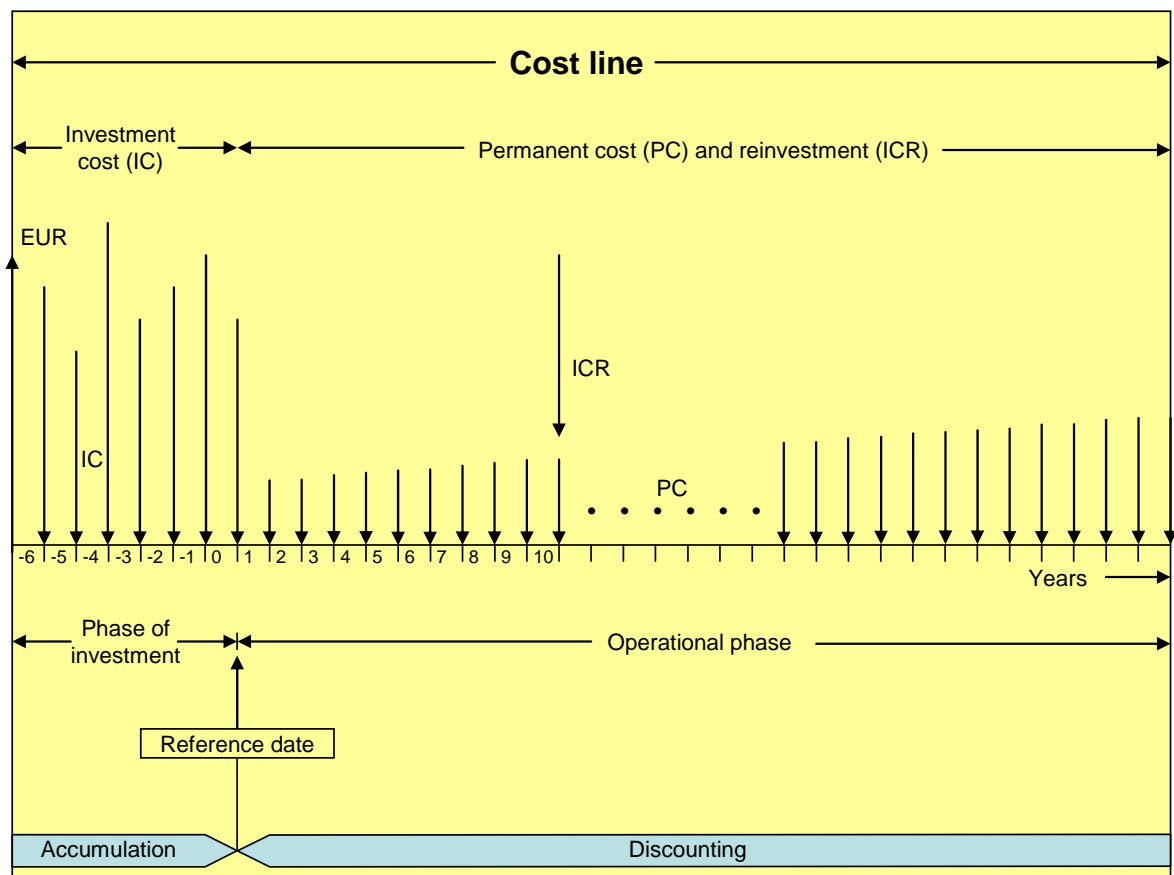 Cost line
Investment
cost (IC)
Permanent cost (PC) and reinvestment (ICR)
EUR
ICR
IC
PC
-6 -5 -4 -3 -2 -1 0 1 2 3 4 5 6 7 8 9 10
Years
Phase of
investment
Operational phase
Reference date
Accumulation
Discounting